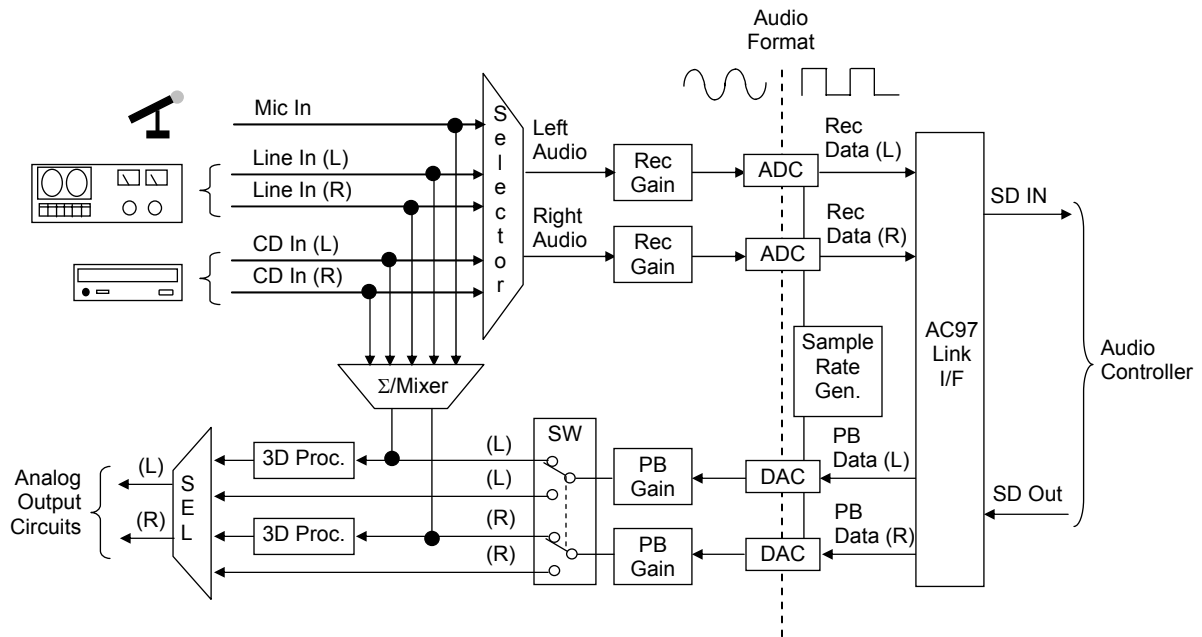 Audio
Format
Mic In
Line In (L)
Line In (R)
CD In (L)
CD In (R)
Selector
Left
Audio
Right
Audio
Rec
Gain
Rec
Gain
ADC
ADC
Rec
Data (L)
Rec
Data (R)
SD IN
AC97
Link
I/F
Audio
Controller
Sample
Rate
Gen.
Σ/Mixer
SW
(L)
(L)
(R)
(R)
3D Proc.
3D Proc.
SEL
(L)
(R)
Analog
Output
Circuits
PB
Gain
PB
Gain
DAC
DAC
PB
Data (L)
PB
Data (R)
SD Out